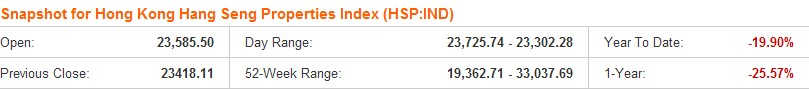 Snapshot for Hong Kong Hang Seng Properties Index (HSP:IND)
Open: 23,585.50 Day Range: 23,725.74 - 23,302.28 Year To Date: -19.90%
Previous Close: 23418.11 52-Week Range: 19,362.71 - 33,037.69 1-Year: -25.57%